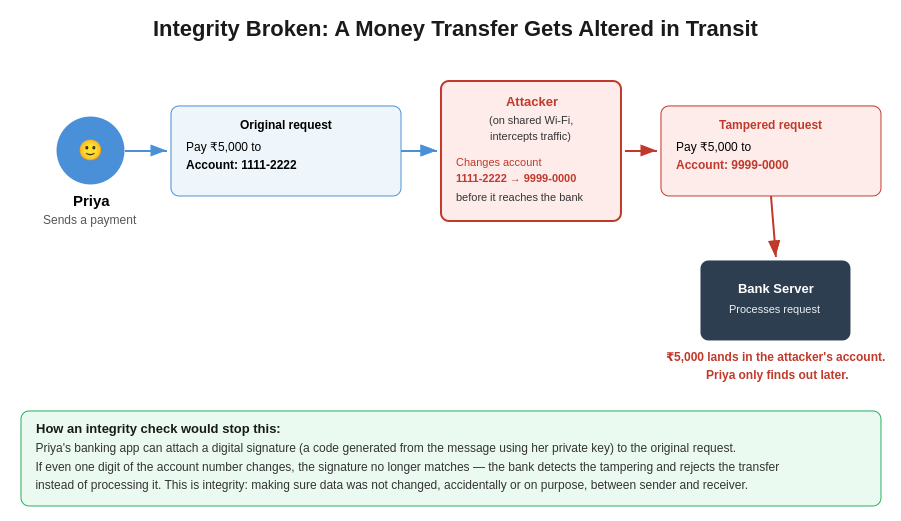 Integrity Broken: A Money Transfer Gets Altered in Transit
Priya
Sends a payment
Original request
Pay ₹5,000 to
Account: 1111-2222
Attacker
(on shared Wi-Fi,
intercepts traffic)
Changes account
1111-2222 → 9999-0000
before it reaches the bank
Tampered request
Pay ₹5,000 to
Account: 9999-0000
Bank Server
Processes request
₹5,000 lands in the attacker's account.
Priya only finds out later.
How an integrity check would stop this:
Priya's banking app can attach a digital signature (a code generated from the message using her private key) to the original request.
If even one digit of the account number changes, the signature no longer matches — the bank detects the tampering and rejects the transfer
instead of processing it. This is integrity: making sure data was not changed, accidentally or on purpose, between sender and receiver.